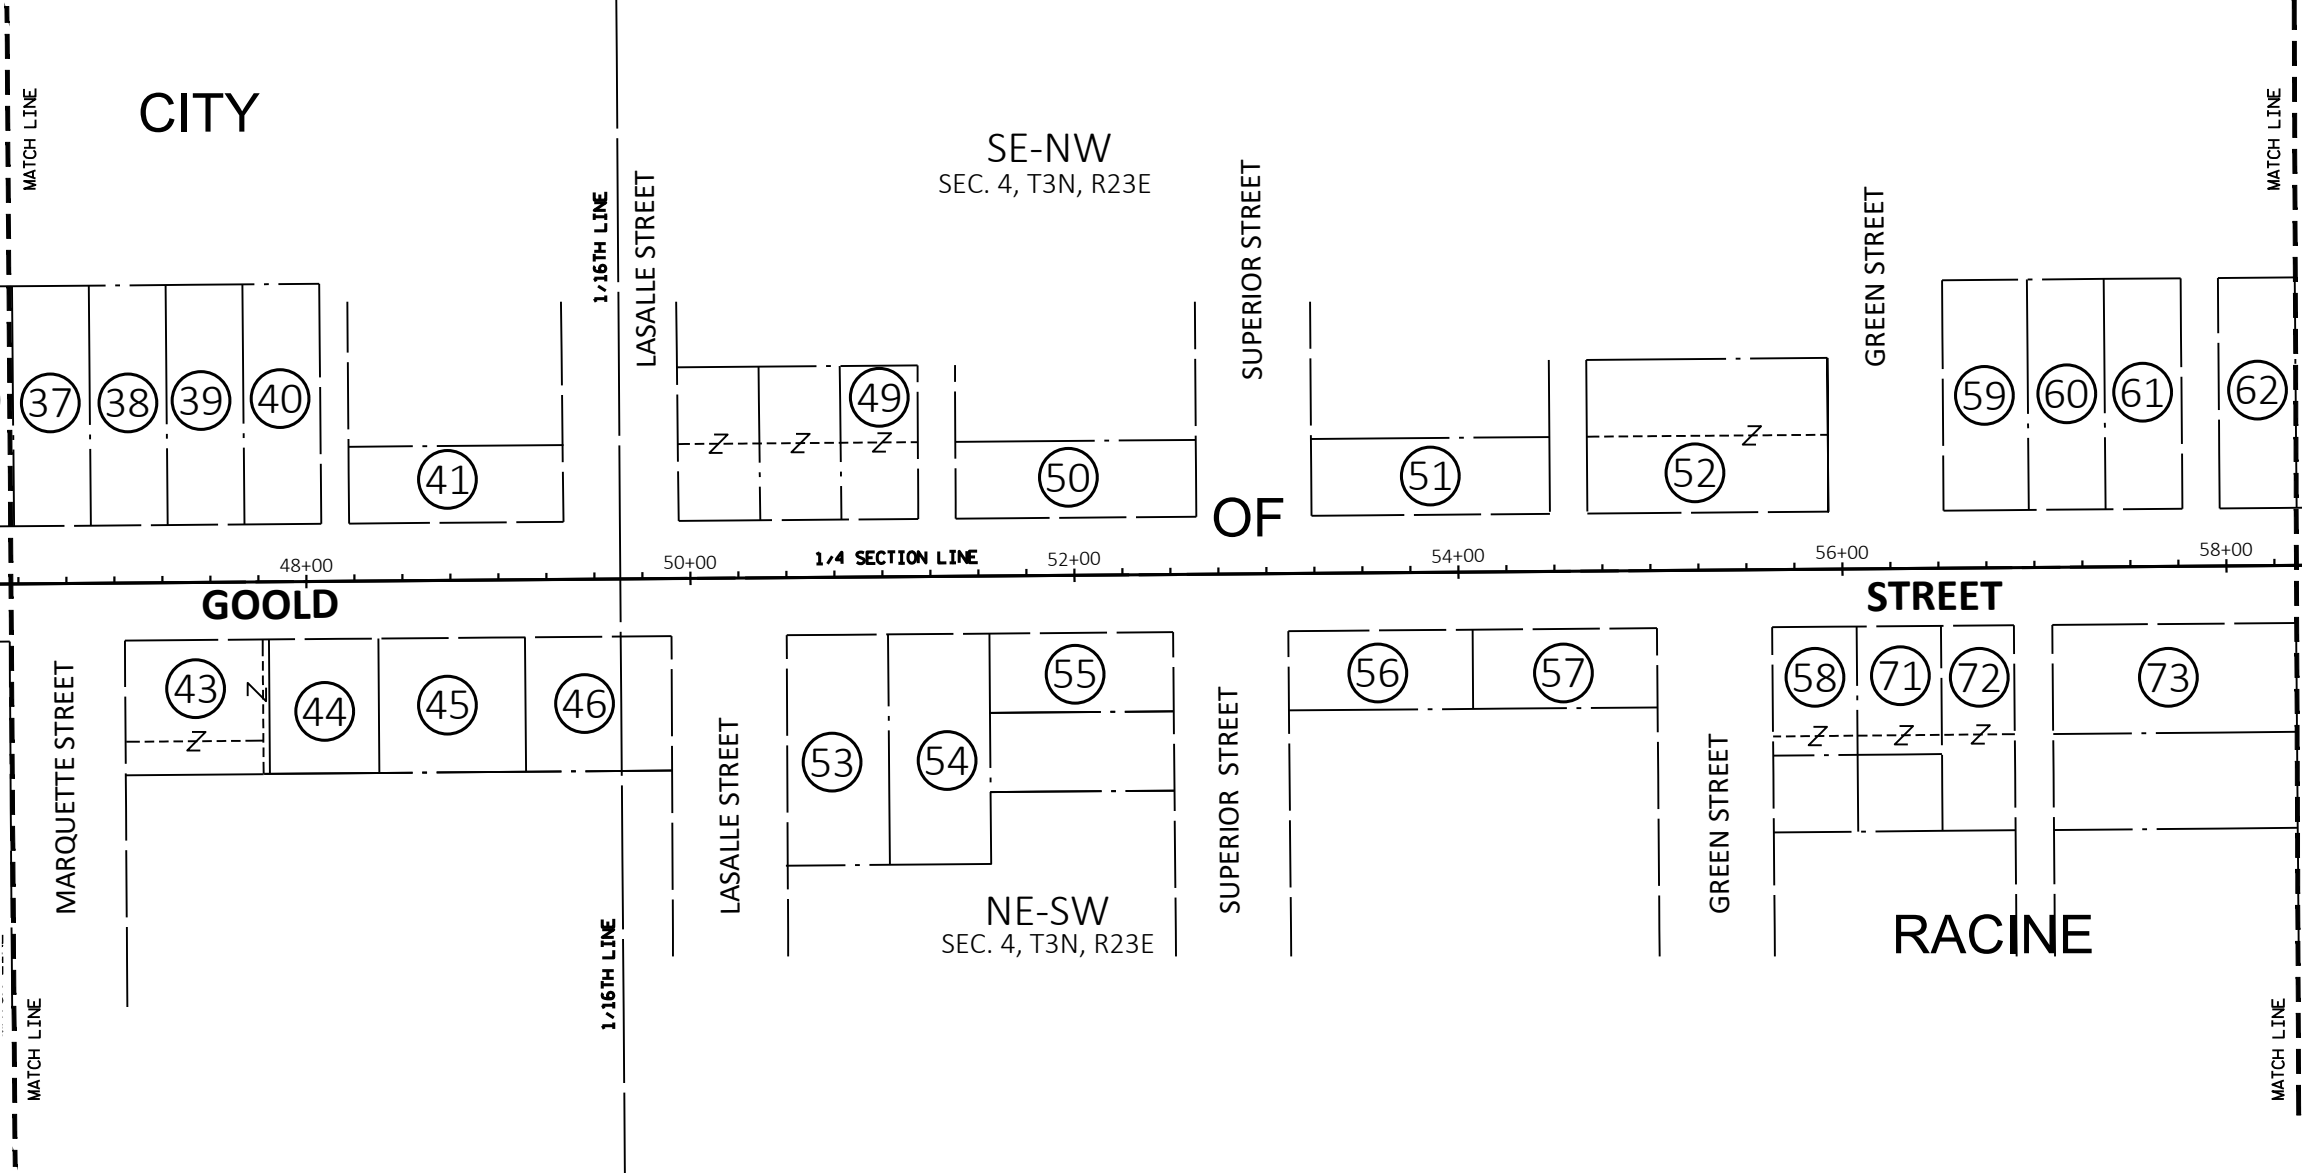 CITY
MATCH LINE
MATCH LINE
SE-NW
SEC. 4, T3N, R23E
1/16TH LINE
LASALLE STREET
SUPERIOR STREET
GREEN STREET
37
38
39
40
41
49
50
51
52
59
60
61
62
Z
Z
Z
Z
OF
48+00
50+00
1/4 SECTION LINE
52+00
54+00
56+00
58+00
GOOLD
STREET
43
44
45
46
53
54
55
56
57
58
71
72
73
Z
Z
Z
Z
Z
MARQUETTE STREET
LASALLE STREET
SUPERIOR STREET
GREEN STREET
NE-SW
SEC. 4, T3N, R23E
RACINE
1/16TH LINE
MATCH LINE
MATCH LINE